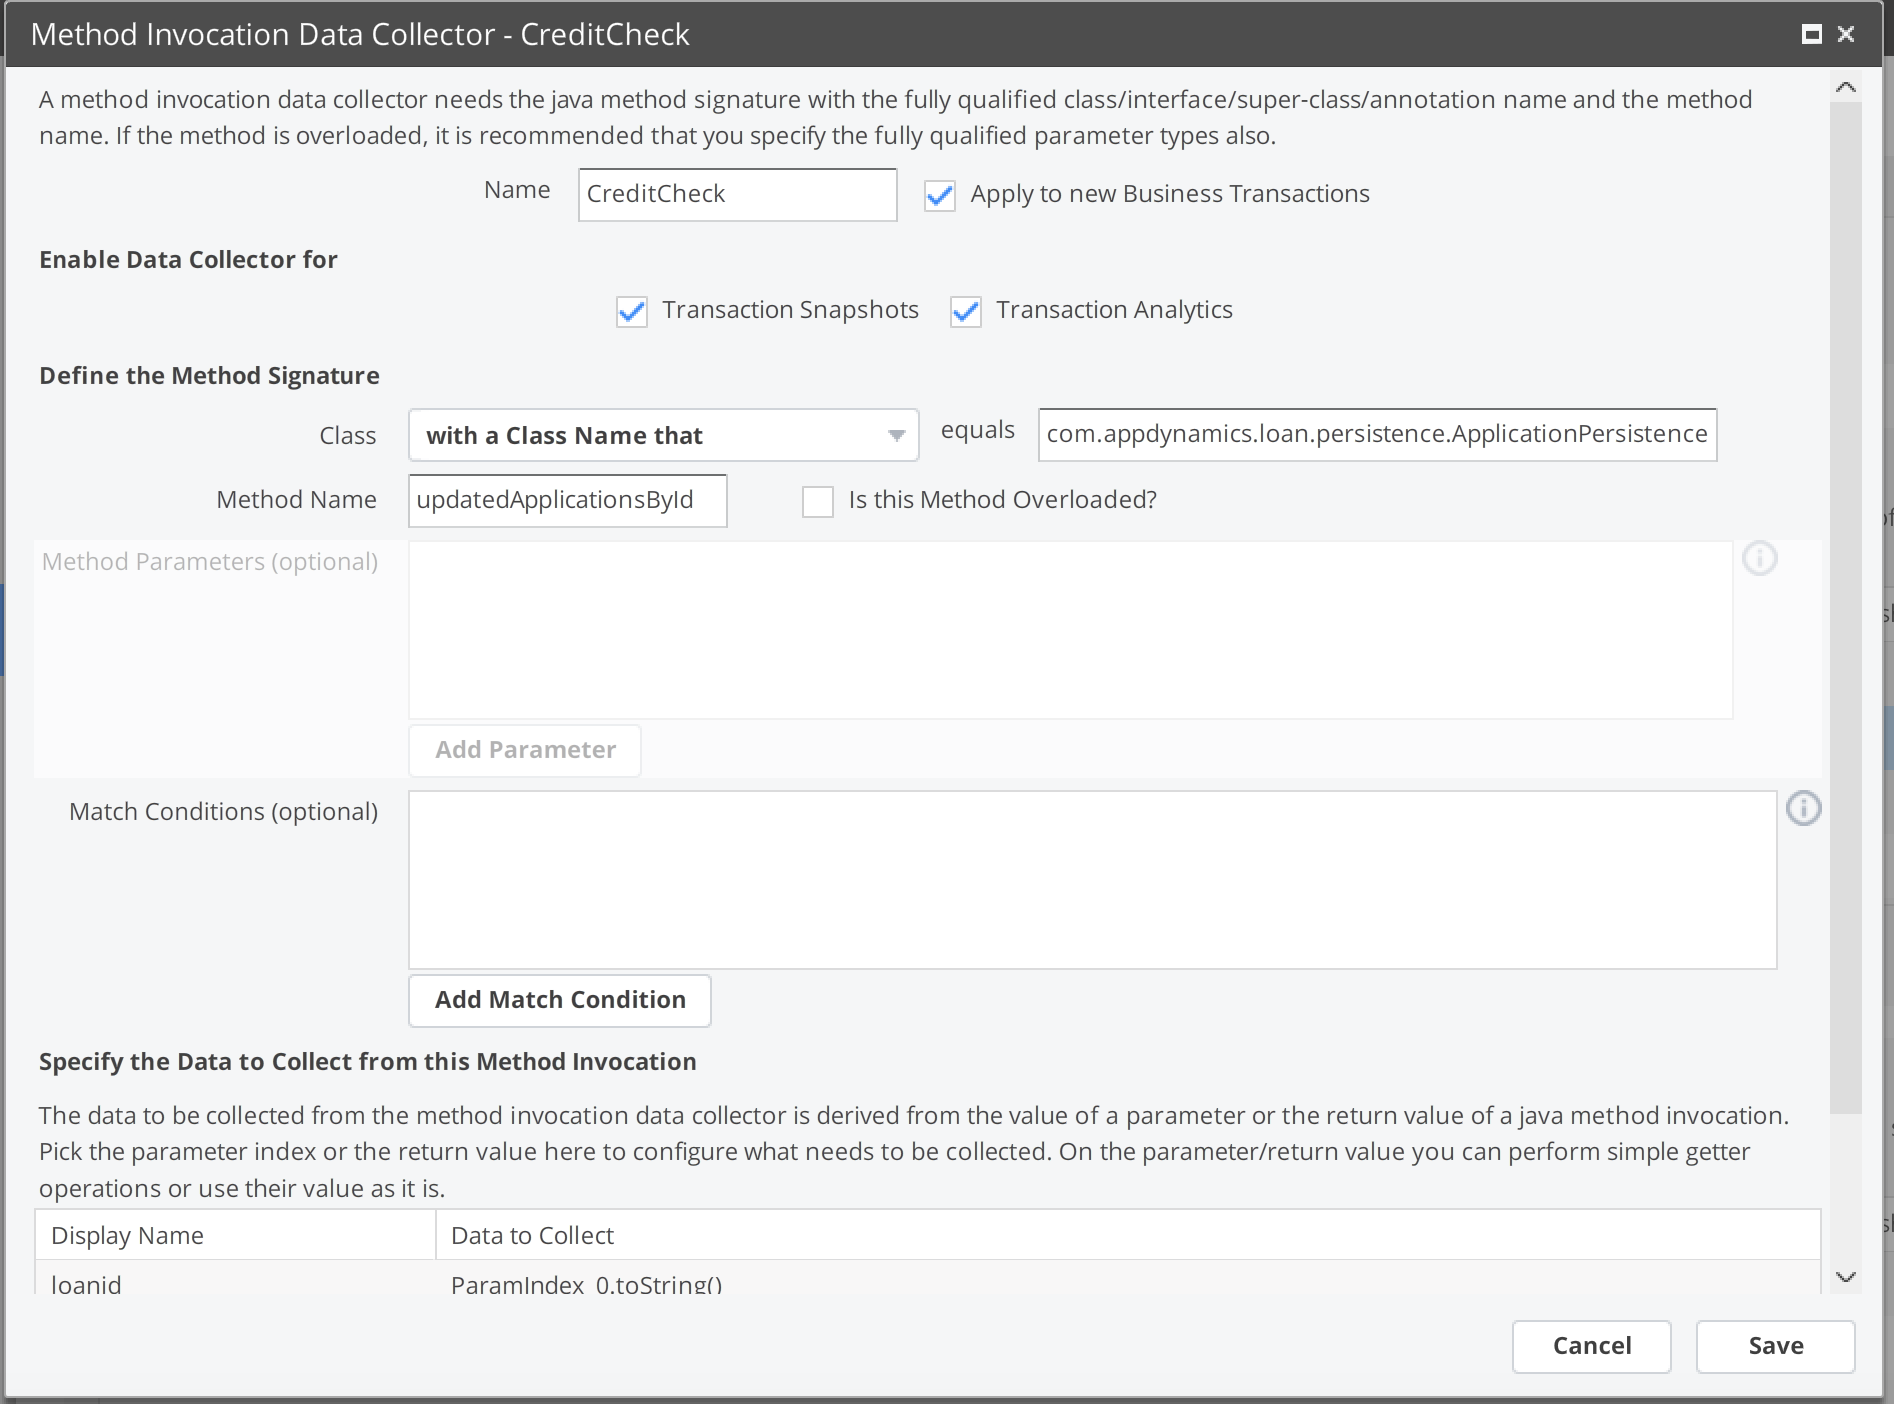 Method Invocation Data Collector - CreditCheck
A method invocation data collector needs the java method signature with the fully qualified class/interface/super-class/annotation name and the method
name. If the method is overloaded, it is recommended that you specify the fully qualified parameter types also.
Name CreditCheck Apply to new Business Transactions
Enable Data Collector for
Transaction Snapshots Transaction Analytics
Define the Method Signature
Class with a Class Name that equals com.appdynamics.loan.persistence.ApplicationPersistence
Method Name updatedApplicationsById Is this Method Overloaded?
Method Parameters (optional)
Add Parameter
Match Conditions (optional)
Add Match Condition
Specify the Data to Collect from this Method Invocation
The data to be collected from the method invocation data collector is derived from the value of a parameter or the return value of a java method invocation.
Pick the parameter index or the return value here to configure what needs to be collected. On the parameter/return value you can perform simple getter
operations or use their value as it is.
Display Name Data to Collect
loanid ParamIndex_0.toString()
Cancel Save